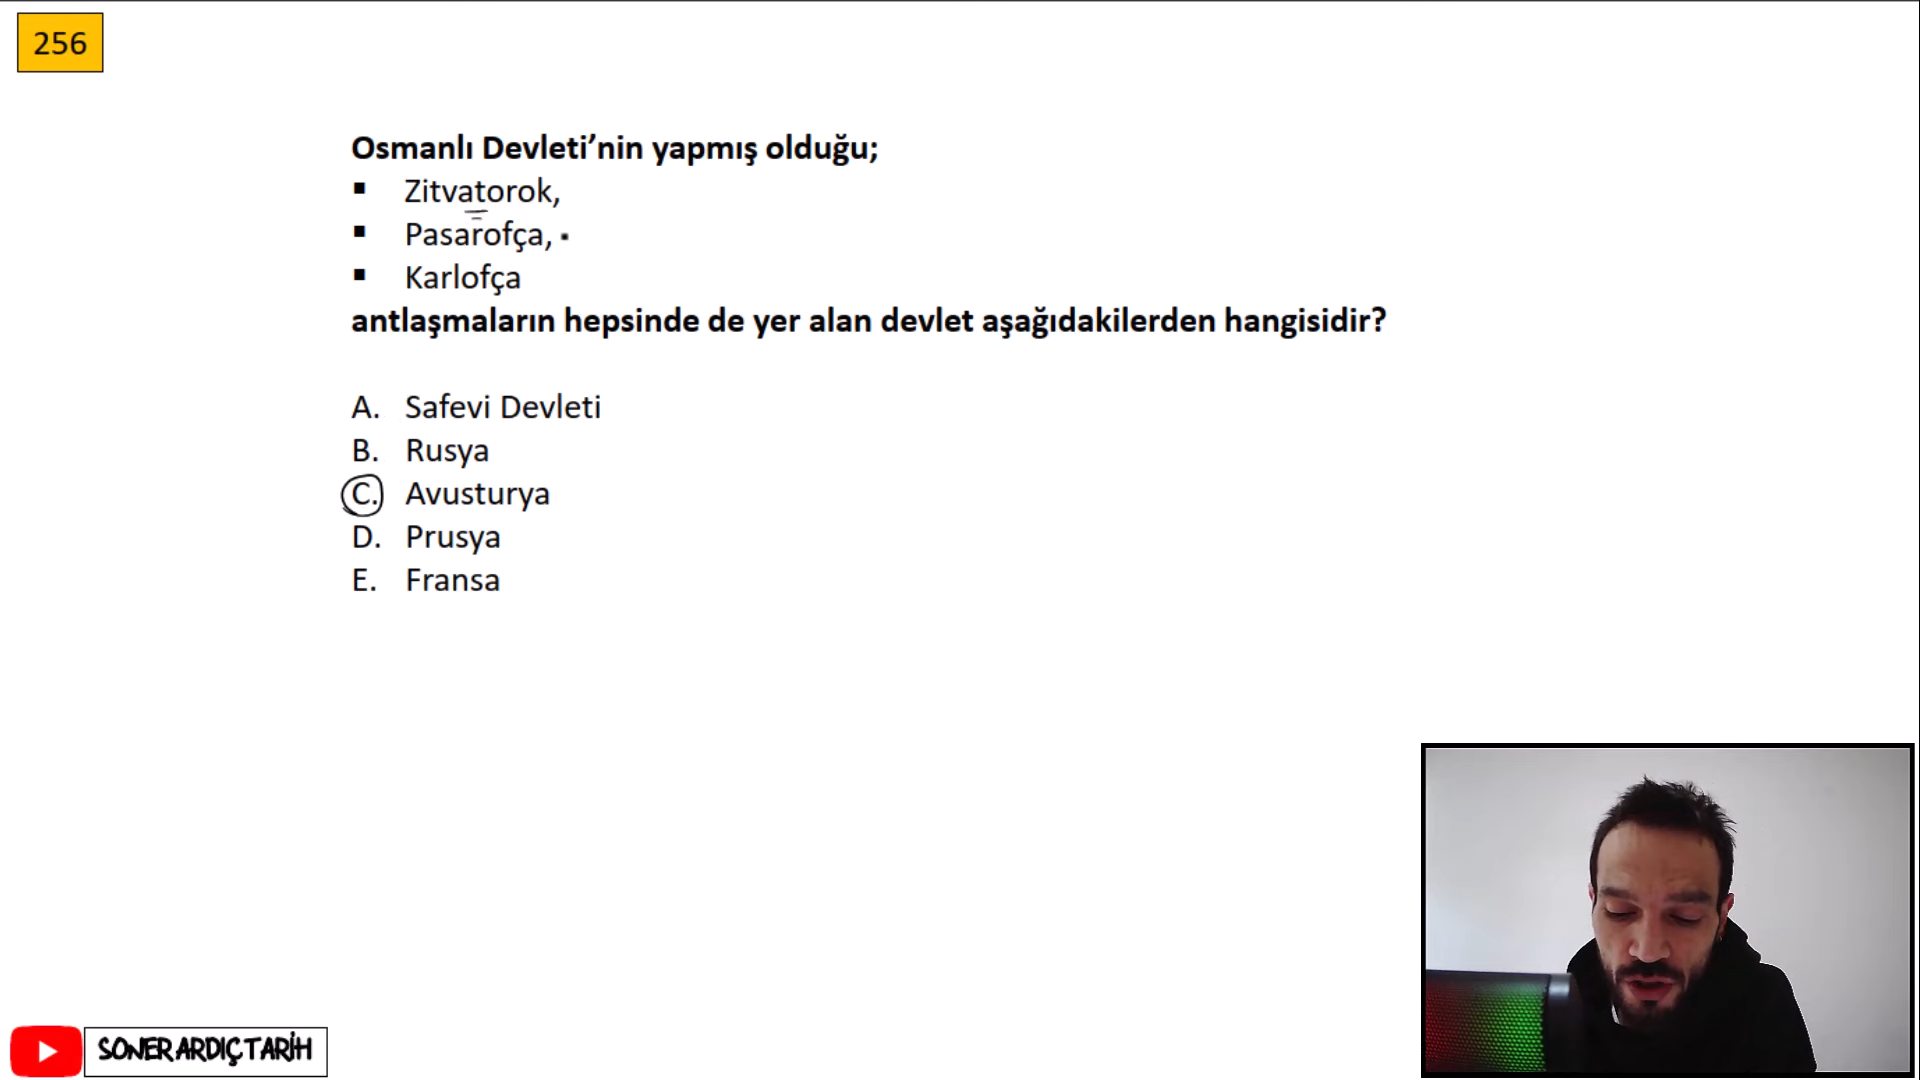 256
Osmanlı Devleti’nin yapmış olduğu;
▪ Zitvatorok,
▪ Pasarofça,
▪ Karlofça
antlaşmaların hepsinde de yer alan devlet aşağıdakilerden hangisidir?
A. Safevi Devleti
B. Rusya
C. Avusturya
D. Prusya
E. Fransa
SONER ARDIÇ TARİH